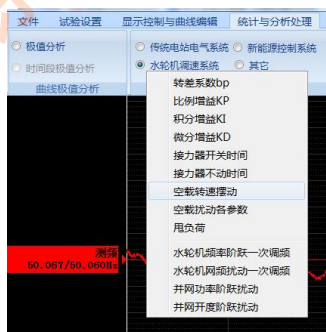 文件 试验设置 显示控制与曲线编辑 统计与分析处理
极值分析 传统电站电气系统 新能源控制系统
时间段极值分析 水轮机调速系统 其它
曲线极值分析
转差系数bp
比例增益KP
积分增益KI
微分增益KD
接力器开关时间
接力器不动时间
空载转速摆动
空载扰动各参数
甩负荷
水轮机频率阶跃一次调频
水轮机网频扰动一次调频
并网功率阶跃扰动
并网开度阶跃扰动
测频
50.067/50.060Hz